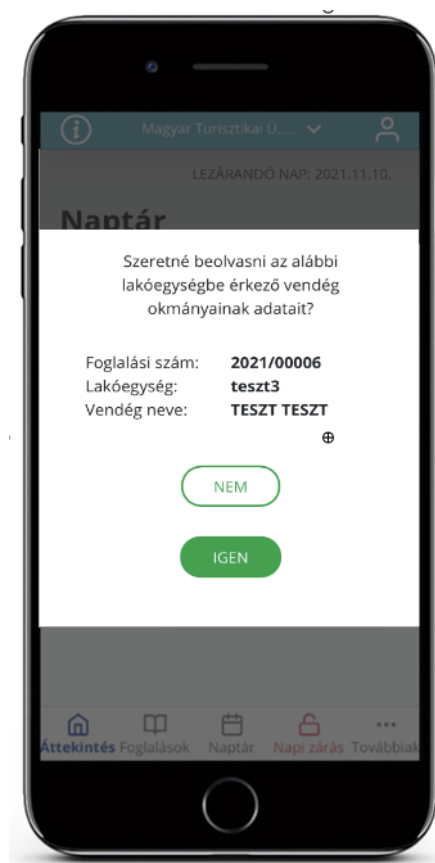 Magyar Turisztikai Ü.....
LEZÁRANDÓ NAP: 2021.11.10.
Naptár
Szeretné beolvasni az alábbi
lakóegységbe érkező vendég
okmányainak adatait?
Foglalási szám: 2021/00006
Lakóegység: teszt3
Vendég neve: TESZT TESZT
NEM
IGEN
Áttekintés Foglalások Naptár Napi zárás Továbbiak